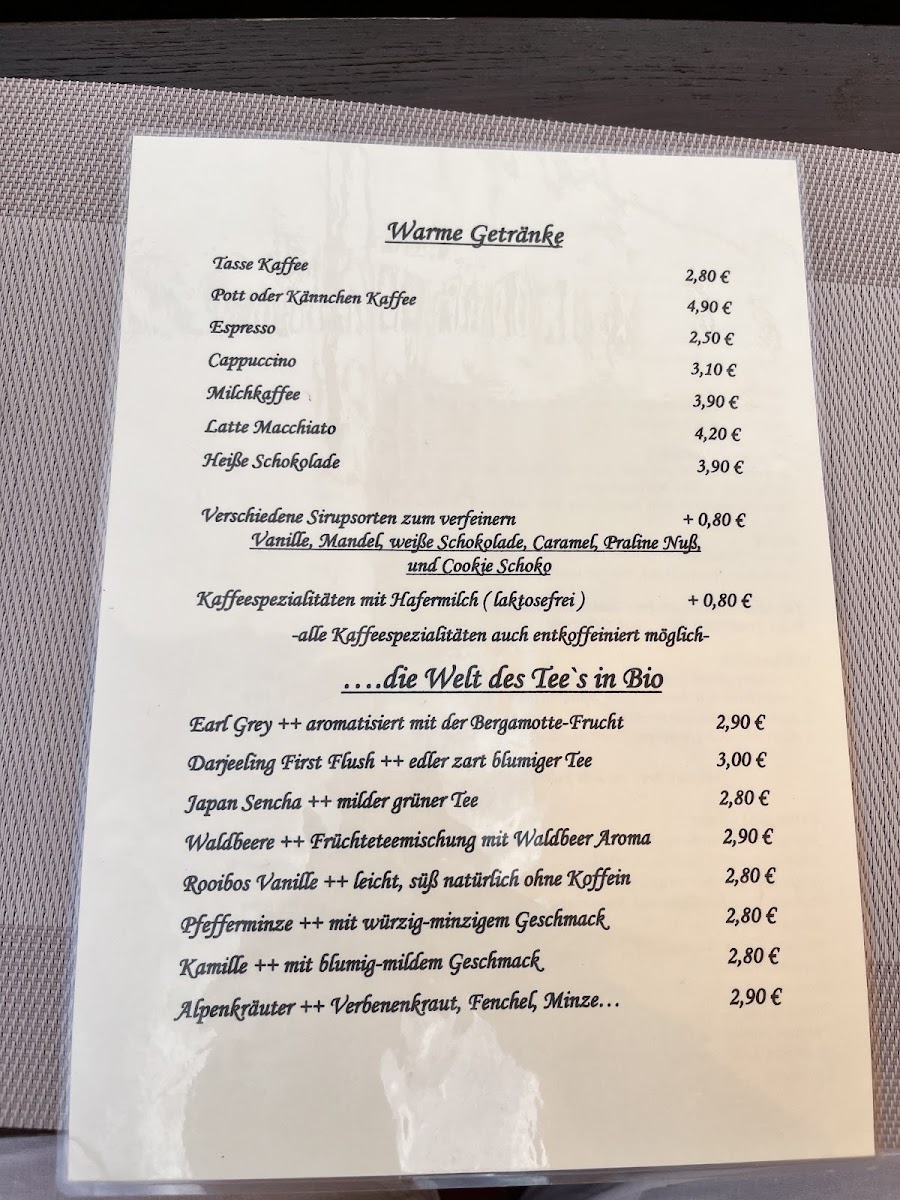 Warme Getränke
Tasse Kaffee 2,80 €
Pott oder Kännchen Kaffee 4,90 €
Espresso 2,50 €
Cappuccino 3,10 €
Milchkaffee 3,90 €
Latte Macchiato 4,20 €
Heiße Schokolade 3,90 €
Verschiedene Sirupsorten zum verfeinern + 0,80 €
Vanille, Mandel, weiße Schokolade, Caramel, Praline Nuß,
und Cookie Schoko
Kaffeespezialitäten mit Hafermilch ( laktosefrei ) + 0,80 €
-alle Kaffeespezialitäten auch entkoffeiniert möglich-
....die Welt des Tee`s in Bio
Earl Grey ++ aromatisiert mit der Bergamotte-Frucht 2,90 €
Darjeeling First Flush ++ edler zart blumiger Tee 3,00 €
Japan Sencha ++ milder grüner Tee 2,80 €
Waldbeere ++ Früchteteemischung mit Waldbeer Aroma 2,90 €
Rooibos Vanille ++ leicht, süß natürlich ohne Koffein 2,80 €
Pfefferminze ++ mit würzig-minzigem Geschmack 2,80 €
Kamille ++ mit blumig-mildem Geschmack 2,80 €
Alpenkräuter ++ Verbenenkraut, Fenchel, Minze... 2,90 €